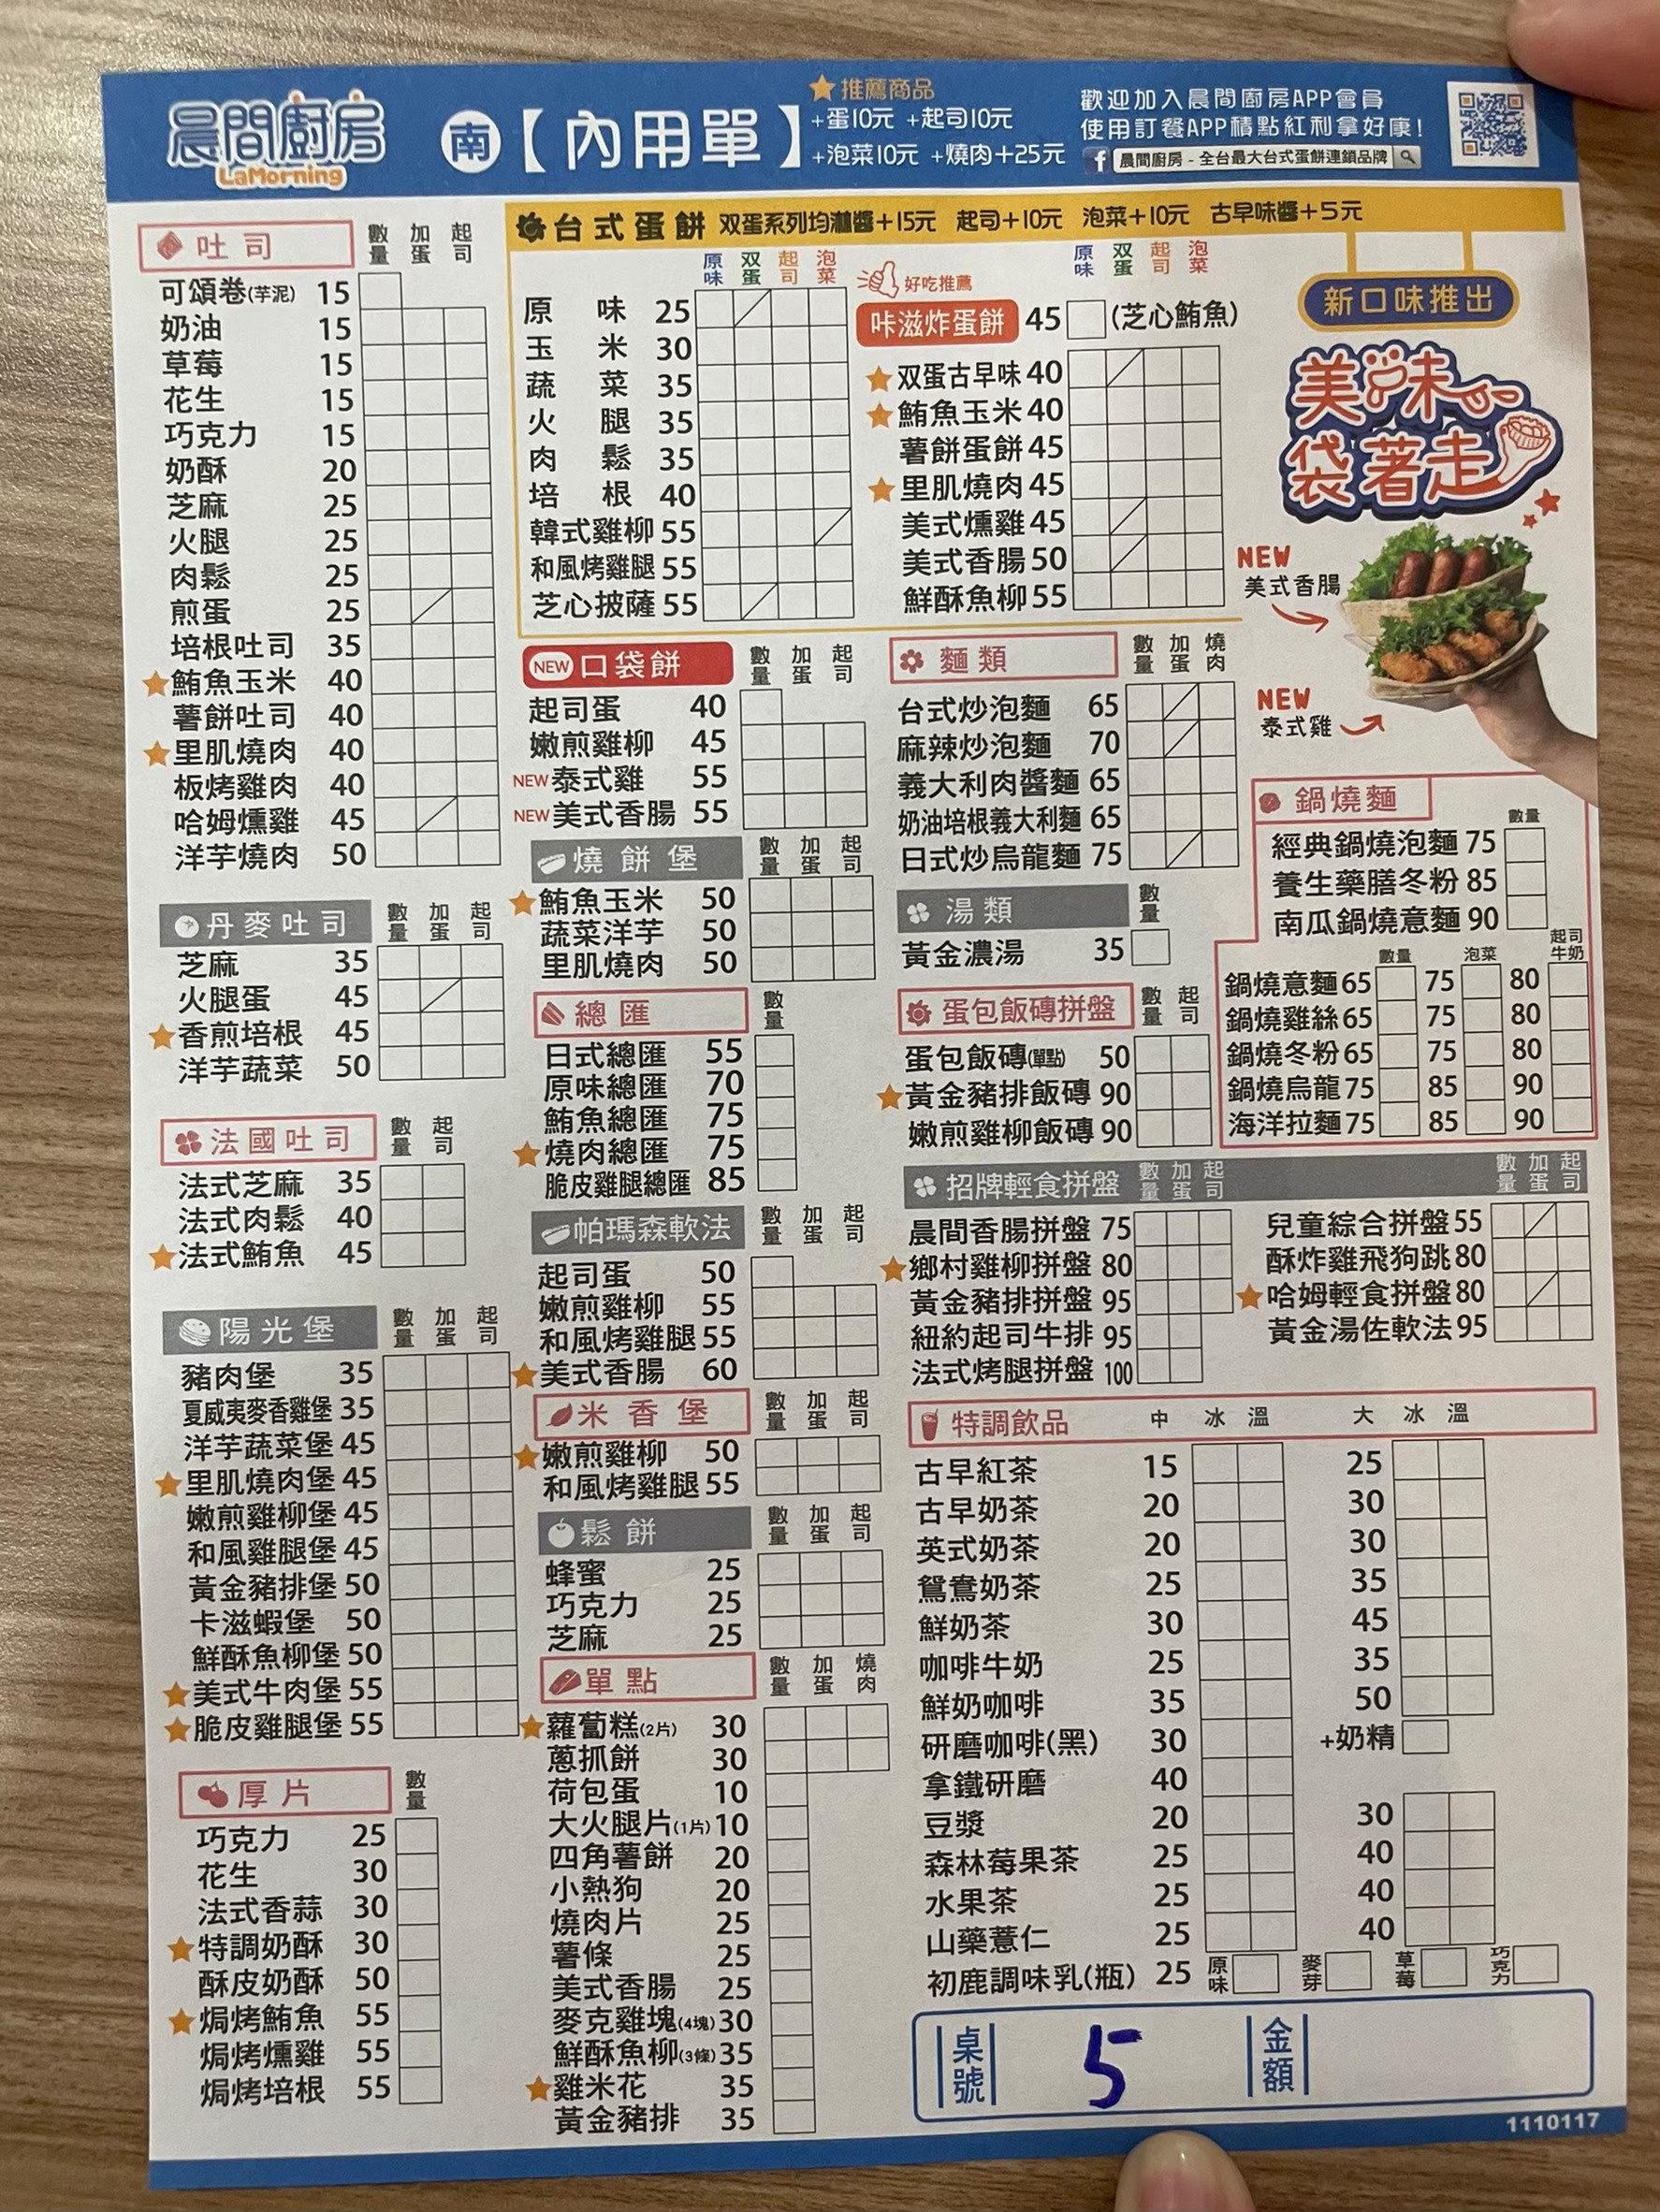 晨間廚房
LaMorning
南【內用單】
推薦商品
+蛋10元 +起司10元
+泡菜10元 +燒肉+25元
歡迎加入晨間廚房APP會員
使用訂餐APP積點紅利拿好康!
f 晨間廚房 - 全台最大台式蛋餅連鎖品牌
吐司 數量 加蛋 起司
可頌卷(芋泥) 15
奶油 15
草莓 15
花生 15
巧克力 15
奶酥 20
芝麻 25
火腿 25
肉鬆 25
煎蛋 25
培根吐司 35
鮪魚玉米 40
薯餅吐司 40
里肌燒肉 40
板烤雞肉 40
哈姆燻雞 45
洋芋燒肉 50
丹麥吐司 數量 加蛋 起司
芝麻 35
火腿蛋 45
香煎培根 45
洋芋蔬菜 50
法國吐司 數量 起司
法式芝麻 35
法式肉鬆 40
法式鮪魚 45
陽光堡 數量 加蛋 起司
豬肉堡 35
夏威夷麥香雞堡 35
洋芋蔬菜堡 45
里肌燒肉堡 45
嫩煎雞柳堡 45
和風雞腿堡 45
黃金豬排堡 50
卡滋蝦堡 50
鮮酥魚柳堡 50
美式牛肉堡 55
脆皮雞腿堡 55
厚片 數量
巧克力 25
花生 30
法式香蒜 30
特調奶酥 30
酥皮奶酥 50
焗烤鮪魚 55
焗烤燻雞 55
焗烤培根 55
台式蛋餅 双蛋系列均淋醬+15元 起司+10元 泡菜+10元 古早味醬+5元
原味 双蛋 起司 泡菜
原味 25
玉米 30
蔬菜 35
火腿 35
肉鬆 35
培根 40
韓式雞柳 55
和風烤雞腿 55
芝心披薩 55
好吃推薦
原味 双蛋 起司 泡菜
咔滋炸蛋餅 45 (芝心鮪魚)
双蛋古早味 40
鮪魚玉米 40
薯餅蛋餅 45
里肌燒肉 45
美式燻雞 45
美式香腸 50
鮮酥魚柳 55
新口味推出
美味
袋著走
NEW
美式香腸
NEW
泰式雞
NEW 口袋餅 數量 加蛋 起司
起司蛋 40
嫩煎雞柳 45
NEW 泰式雞 55
NEW 美式香腸 55
燒餅堡 數量 加蛋 起司
鮪魚玉米 50
蔬菜洋芋 50
里肌燒肉 50
總匯 數量
日式總匯 55
原味總匯 70
鮪魚總匯 75
燒肉總匯 75
脆皮雞腿總匯 85
帕瑪森軟法 數量 加蛋 起司
起司蛋 50
嫩煎雞柳 55
和風烤雞腿 55
美式香腸 60
米香堡 數量 加蛋 起司
嫩煎雞柳 50
和風烤雞腿 55
鬆餅 數量 加蛋 起司
蜂蜜 25
巧克力 25
芝麻 25
單點 數量 加蛋 燒肉
蘿蔔糕(2片) 30
蔥抓餅 30
荷包蛋 10
大火腿片(1片) 10
四角薯餅 20
小熱狗 20
燒肉片 25
薯條 25
美式香腸 25
麥克雞塊(4塊) 30
鮮酥魚柳(3條) 35
雞米花 35
黃金豬排 35
麵類 數量 加蛋 燒肉
台式炒泡麵 65
麻辣炒泡麵 70
義大利肉醬麵 65
奶油培根義大利麵 65
日式炒烏龍麵 75
湯類 數量
黃金濃湯 35
蛋包飯磚拼盤 數量 起司
蛋包飯磚(單點) 50
黃金豬排飯磚 90
嫩煎雞柳飯磚 90
鍋燒麵 數量
經典鍋燒泡麵 75
養生藥膳冬粉 85
南瓜鍋燒意麵 90
數量 泡菜 起司牛奶
鍋燒意麵 65 75 80
鍋燒雞絲 65 75 80
鍋燒冬粉 65 75 80
鍋燒烏龍 75 85 90
海洋拉麵 75 85 90
招牌輕食拼盤 數量 加蛋 起司 數量 加蛋 起司
晨間香腸拼盤 75
鄉村雞柳拼盤 80
黃金豬排拼盤 95
紐約起司牛排 95
法式烤腿拼盤 100
兒童綜合拼盤 55
酥炸雞飛狗跳 80
哈姆輕食拼盤 80
黃金湯佐軟法 95
特調飲品 中 冰 溫 大 冰 溫
古早紅茶 15 25
古早奶茶 20 30
英式奶茶 20 30
鴛鴦奶茶 25 35
鮮奶茶 30 45
咖啡牛奶 25 35
鮮奶咖啡 35 50
研磨咖啡(黑) 30 +奶精
拿鐵研磨 40
豆漿 20 30
森林莓果茶 25 40
水果茶 25 40
山藥薏仁 25 40
初鹿調味乳(瓶) 25 原味 麥芽 草莓 巧克力
桌號 5 金額
1110117